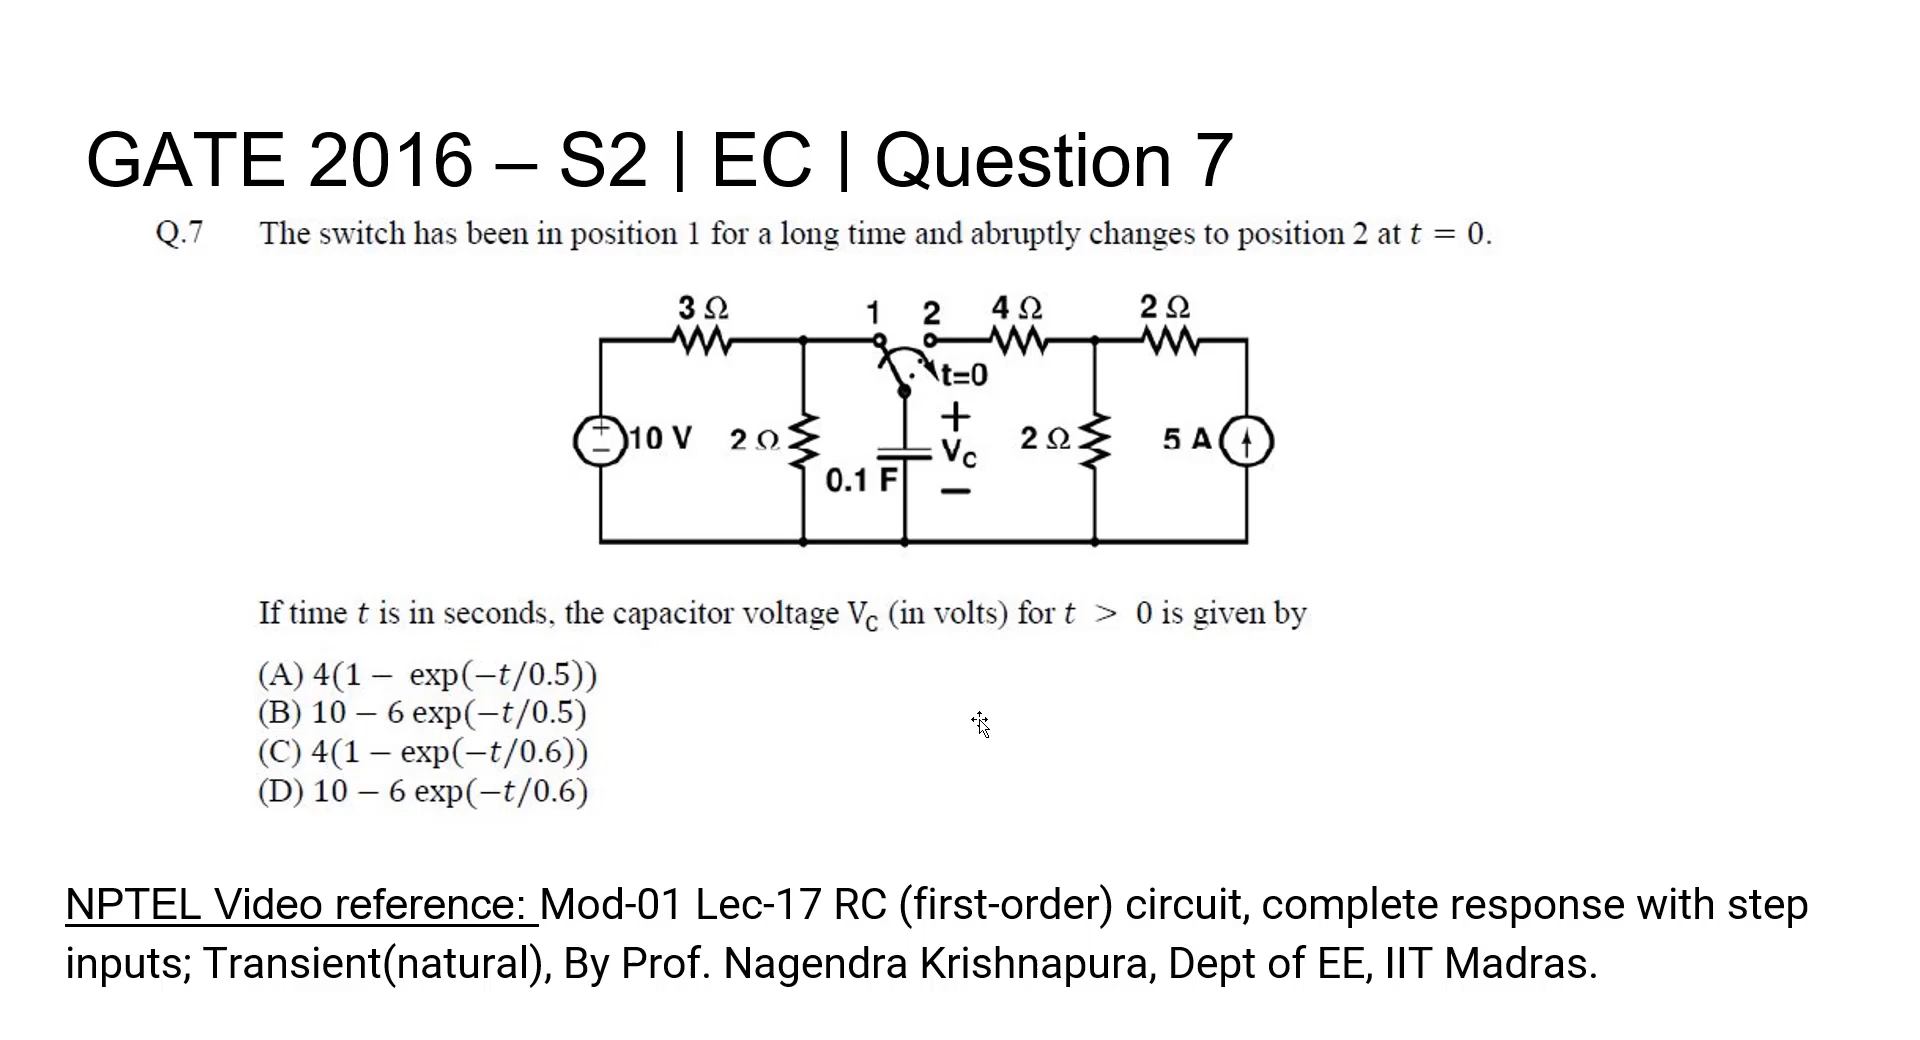 GATE 2016 – S2 | EC | Question 7
Q.7 The switch has been in position 1 for a long time and abruptly changes to position 2 at t = 0.
3 Ω 1 2 4 Ω 2 Ω
t=0
+
10 V 2 Ω V_C 2 Ω 5 A
0.1 F −
If time t is in seconds, the capacitor voltage V_C (in volts) for t > 0 is given by
(A) 4(1 − exp(−t/0.5))
(B) 10 − 6 exp(−t/0.5)
(C) 4(1 − exp(−t/0.6))
(D) 10 − 6 exp(−t/0.6)
NPTEL Video reference: Mod-01 Lec-17 RC (first-order) circuit, complete response with step
inputs; Transient(natural), By Prof. Nagendra Krishnapura, Dept of EE, IIT Madras.